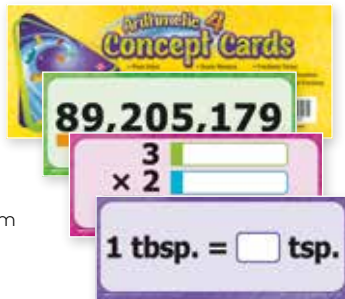 Arithmetic 4
Concept Cards
89,205,179
3
× 2
m
1 tbsp. = tsp.